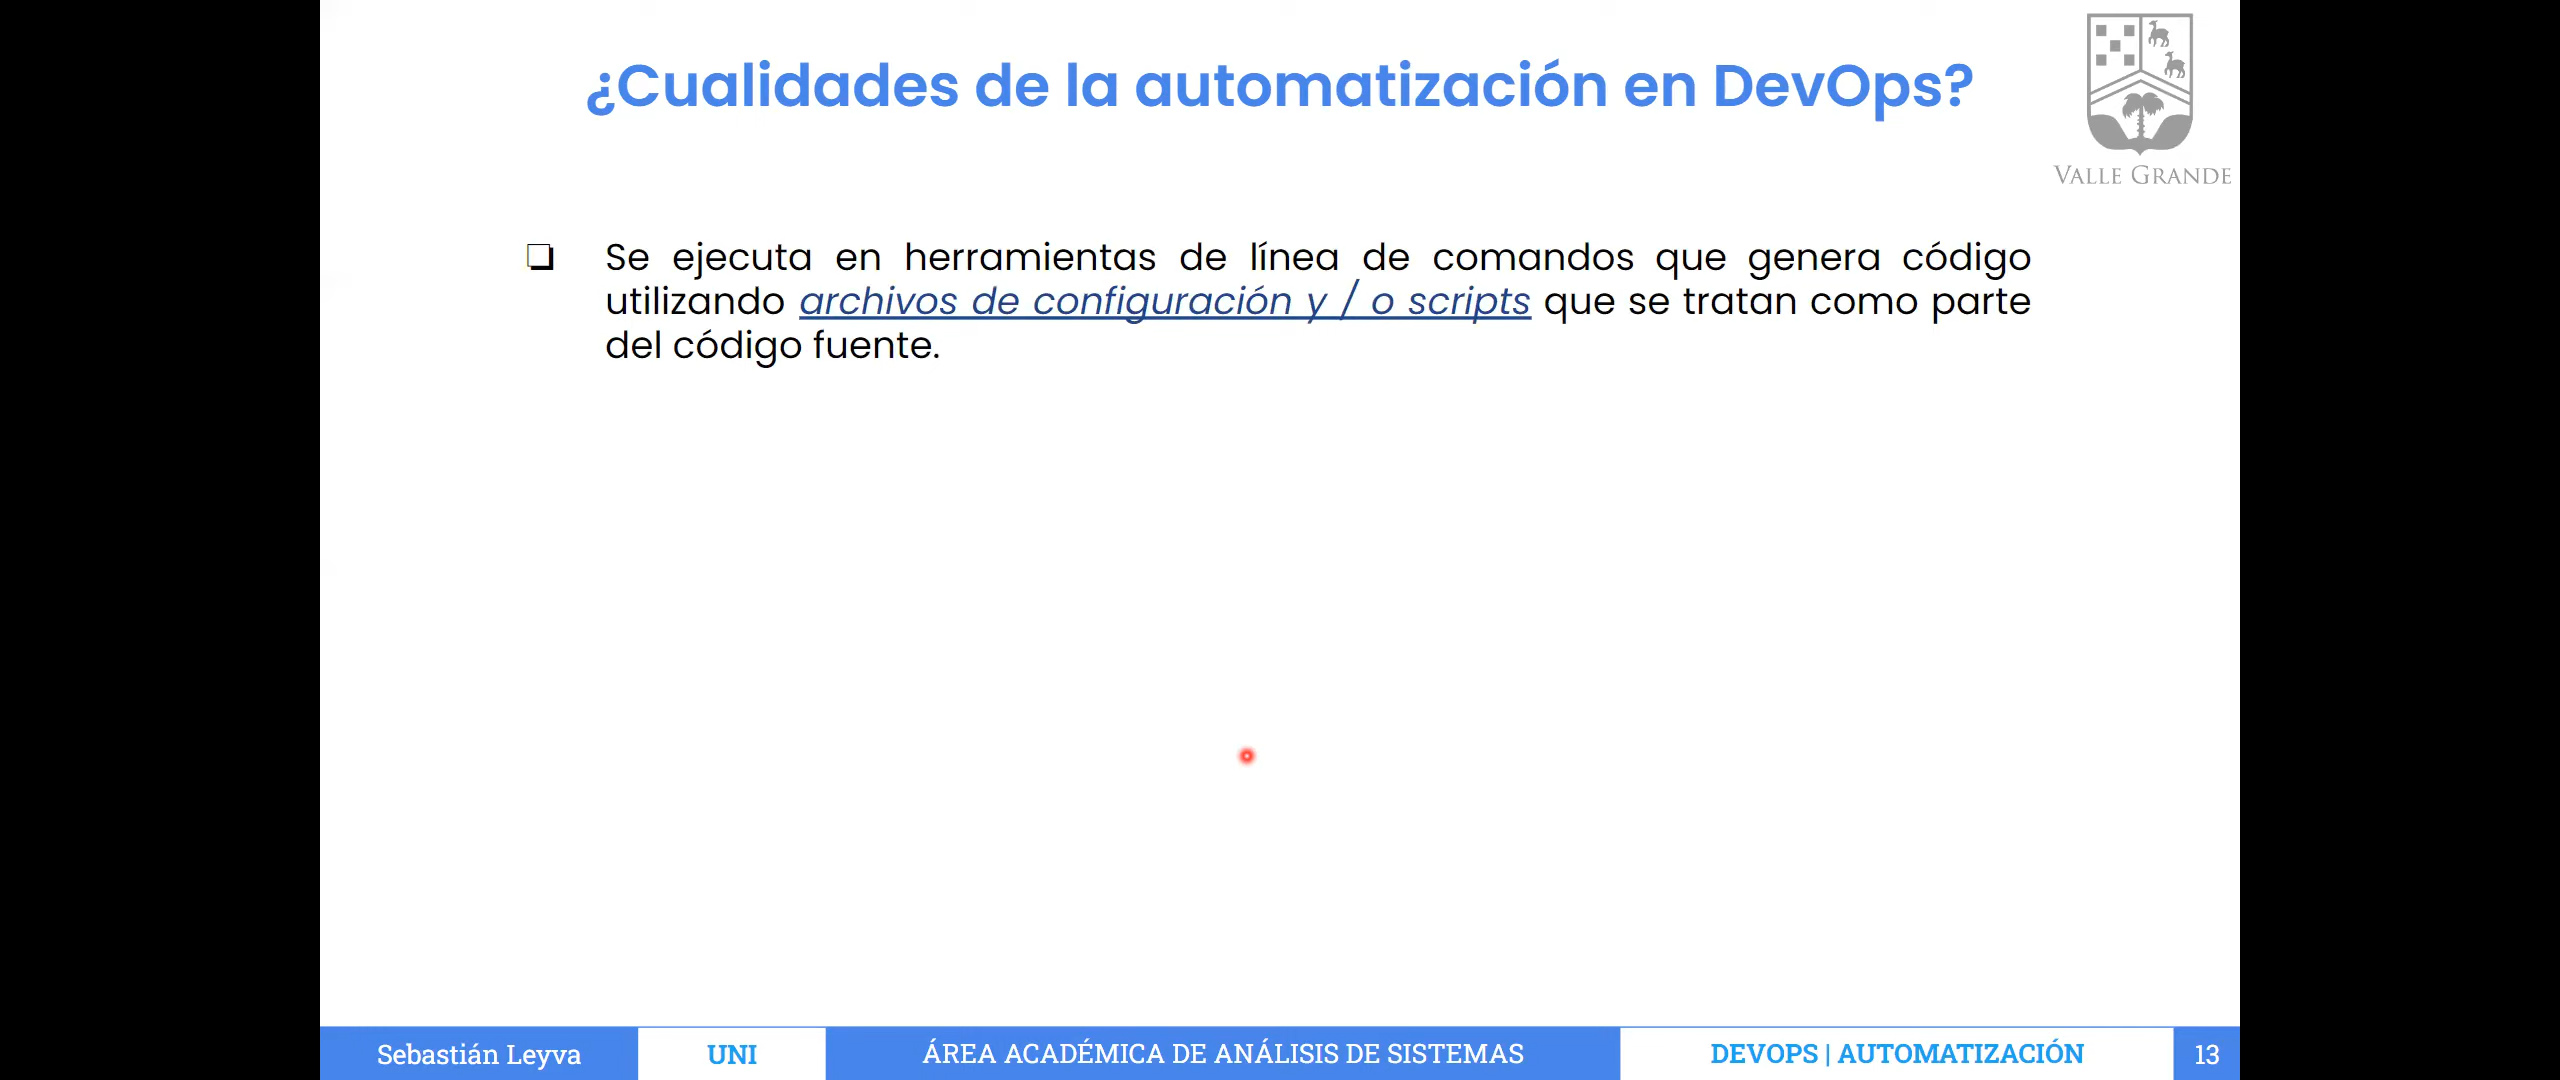 ¿Cualidades de la automatización en DevOps?
VALLE GRANDE
❏ Se ejecuta en herramientas de línea de comandos que genera código
utilizando archivos de configuración y / o scripts que se tratan como parte
del código fuente.
Sebastián Leyva
UNI
ÁREA ACADÉMICA DE ANÁLISIS DE SISTEMAS
DEVOPS | AUTOMATIZACIÓN
13